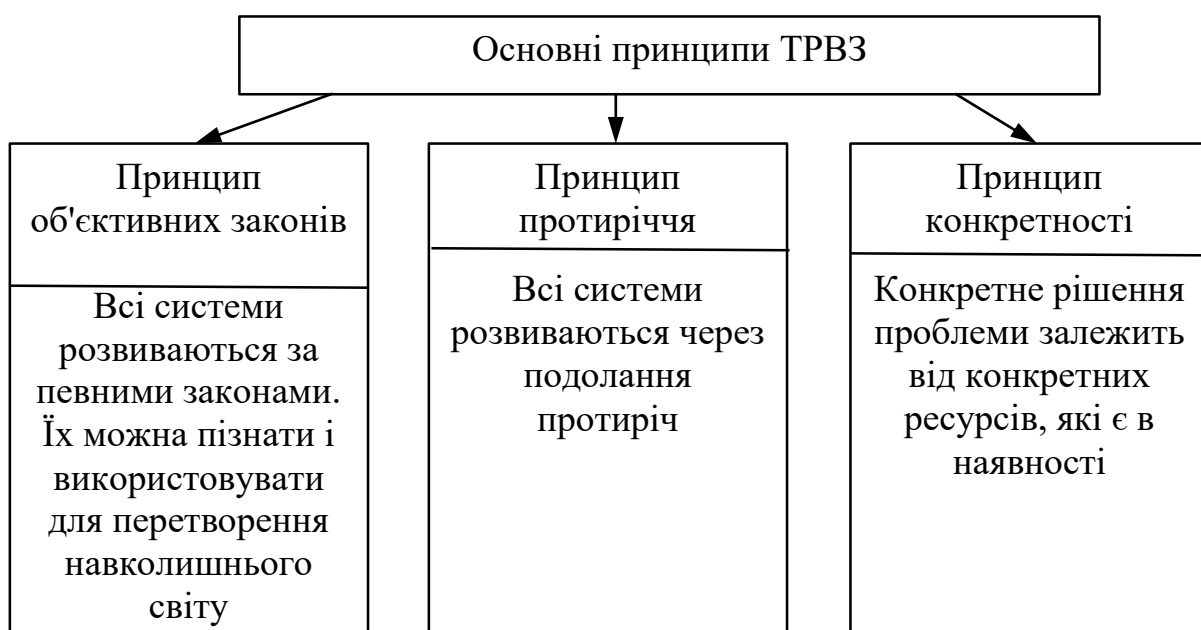 Основні принципи ТРВЗ
Принцип
об'єктивних законів
Всі системи
розвиваються за
певними законами.
Їх можна пізнати і
використовувати
для перетворення
навколишнього
світу
Принцип
протиріччя
Всі системи
розвиваються через
подолання
протиріч
Принцип
конкретності
Конкретне рішення
проблеми залежить
від конкретних
ресурсів, які є в
наявності